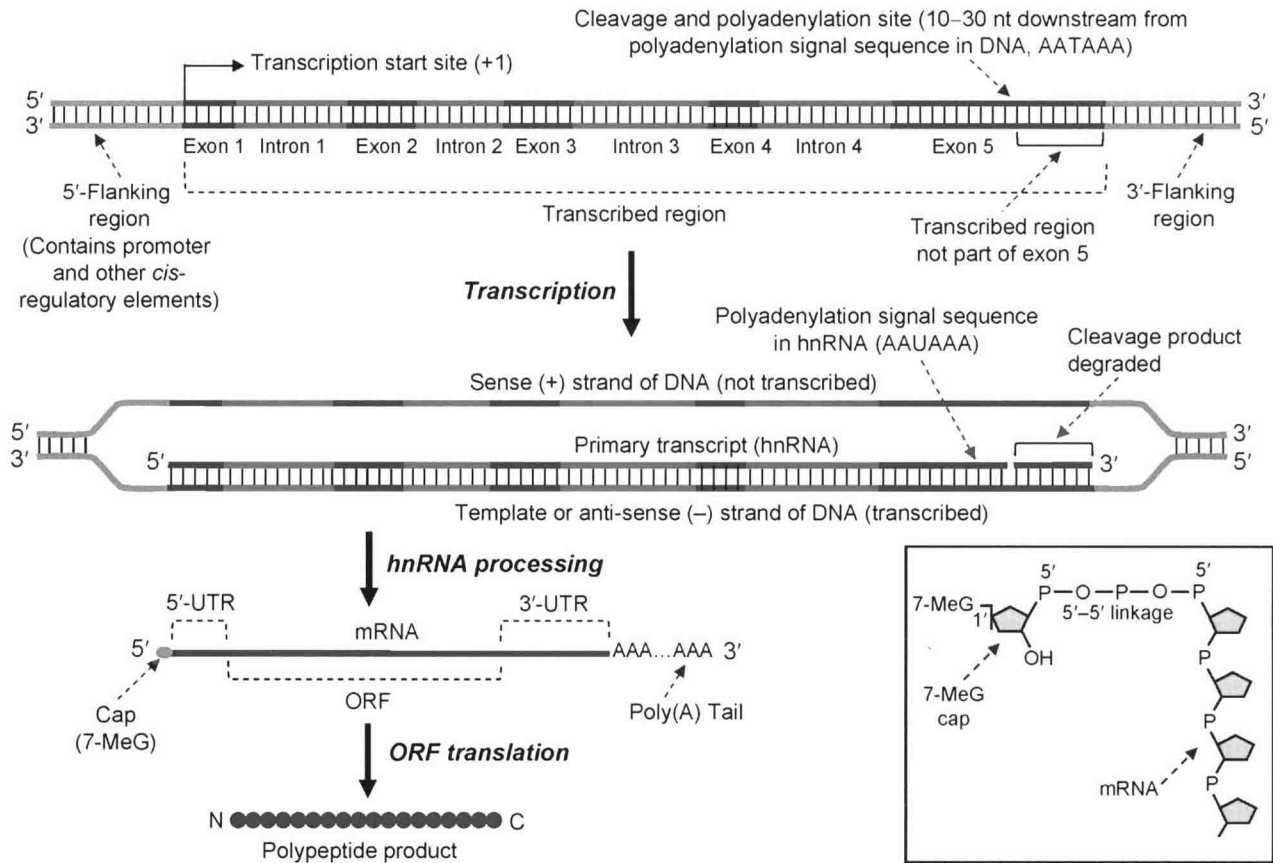 Cleavage and polyadenylation site (10–30 nt downstream from
polyadenylation signal sequence in DNA, AATAAA)
Transcription start site (+1)
5′
3′
3′
5′
Exon 1
Intron 1
Exon 2
Intron 2
Exon 3
Intron 3
Exon 4
Intron 4
Exon 5
5′-Flanking
region
(Contains promoter
and other cis-
regulatory elements)
Transcribed region
Transcribed region
not part of exon 5
3′-Flanking
region
Transcription
Polyadenylation signal sequence
in hnRNA (AAUAAA)
Cleavage product
degraded
Sense (+) strand of DNA (not transcribed)
5′
3′
Primary transcript (hnRNA)
5′
3′
3′
5′
Template or anti-sense (–) strand of DNA (transcribed)
hnRNA processing
5′-UTR
3′-UTR
mRNA
5′
AAA...AAA 3′
ORF
Cap
(7-MeG)
Poly(A) Tail
ORF translation
N
C
Polypeptide product
5′
5′
7-MeG
P—O—P—O—P
1′
5′–5′ linkage
OH
P
7-MeG
cap
P
P
mRNA
P